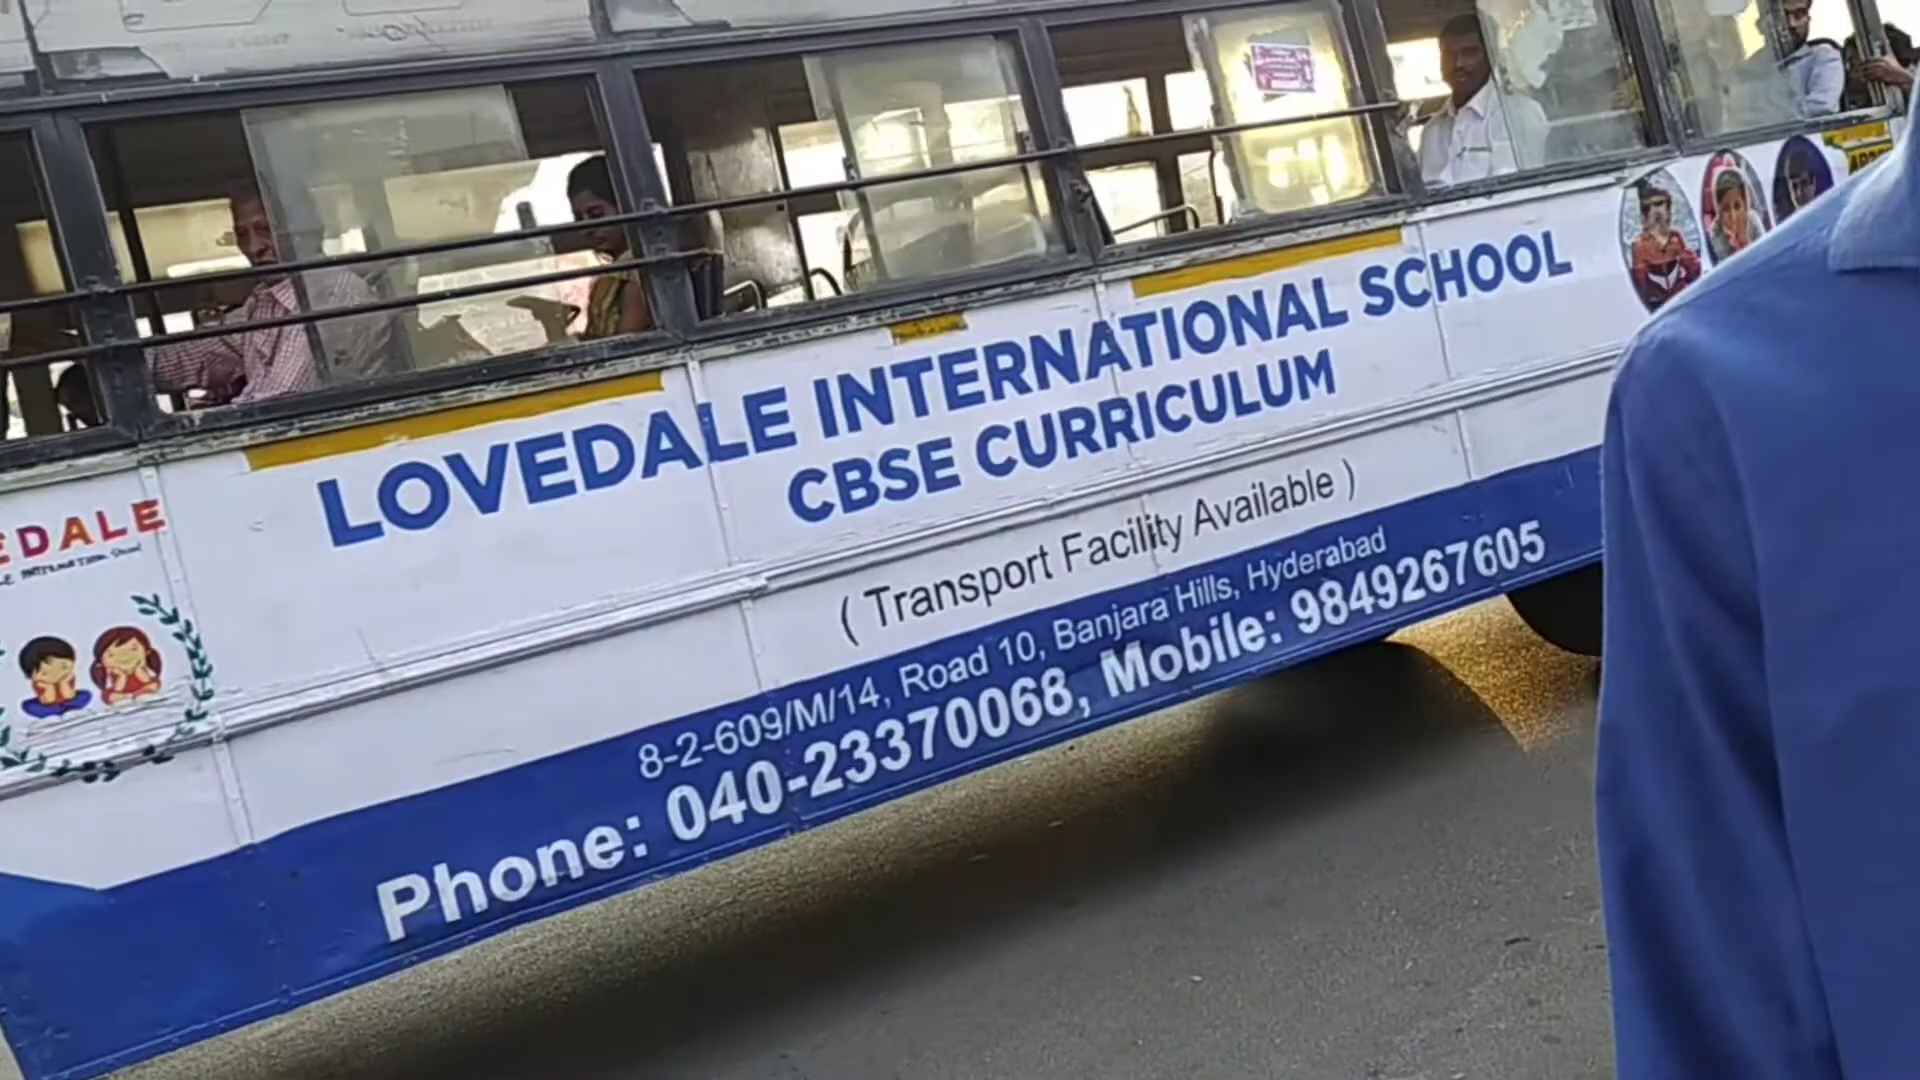 LOVEDALE INTERNATIONAL SCHOOL
CBSE CURRICULUM
( Transport Facility Available )
8-2-609/M/14, Road 10, Banjara Hills, Hyderabad
Phone: 040-23370068, Mobile: 9849267605
EDALE